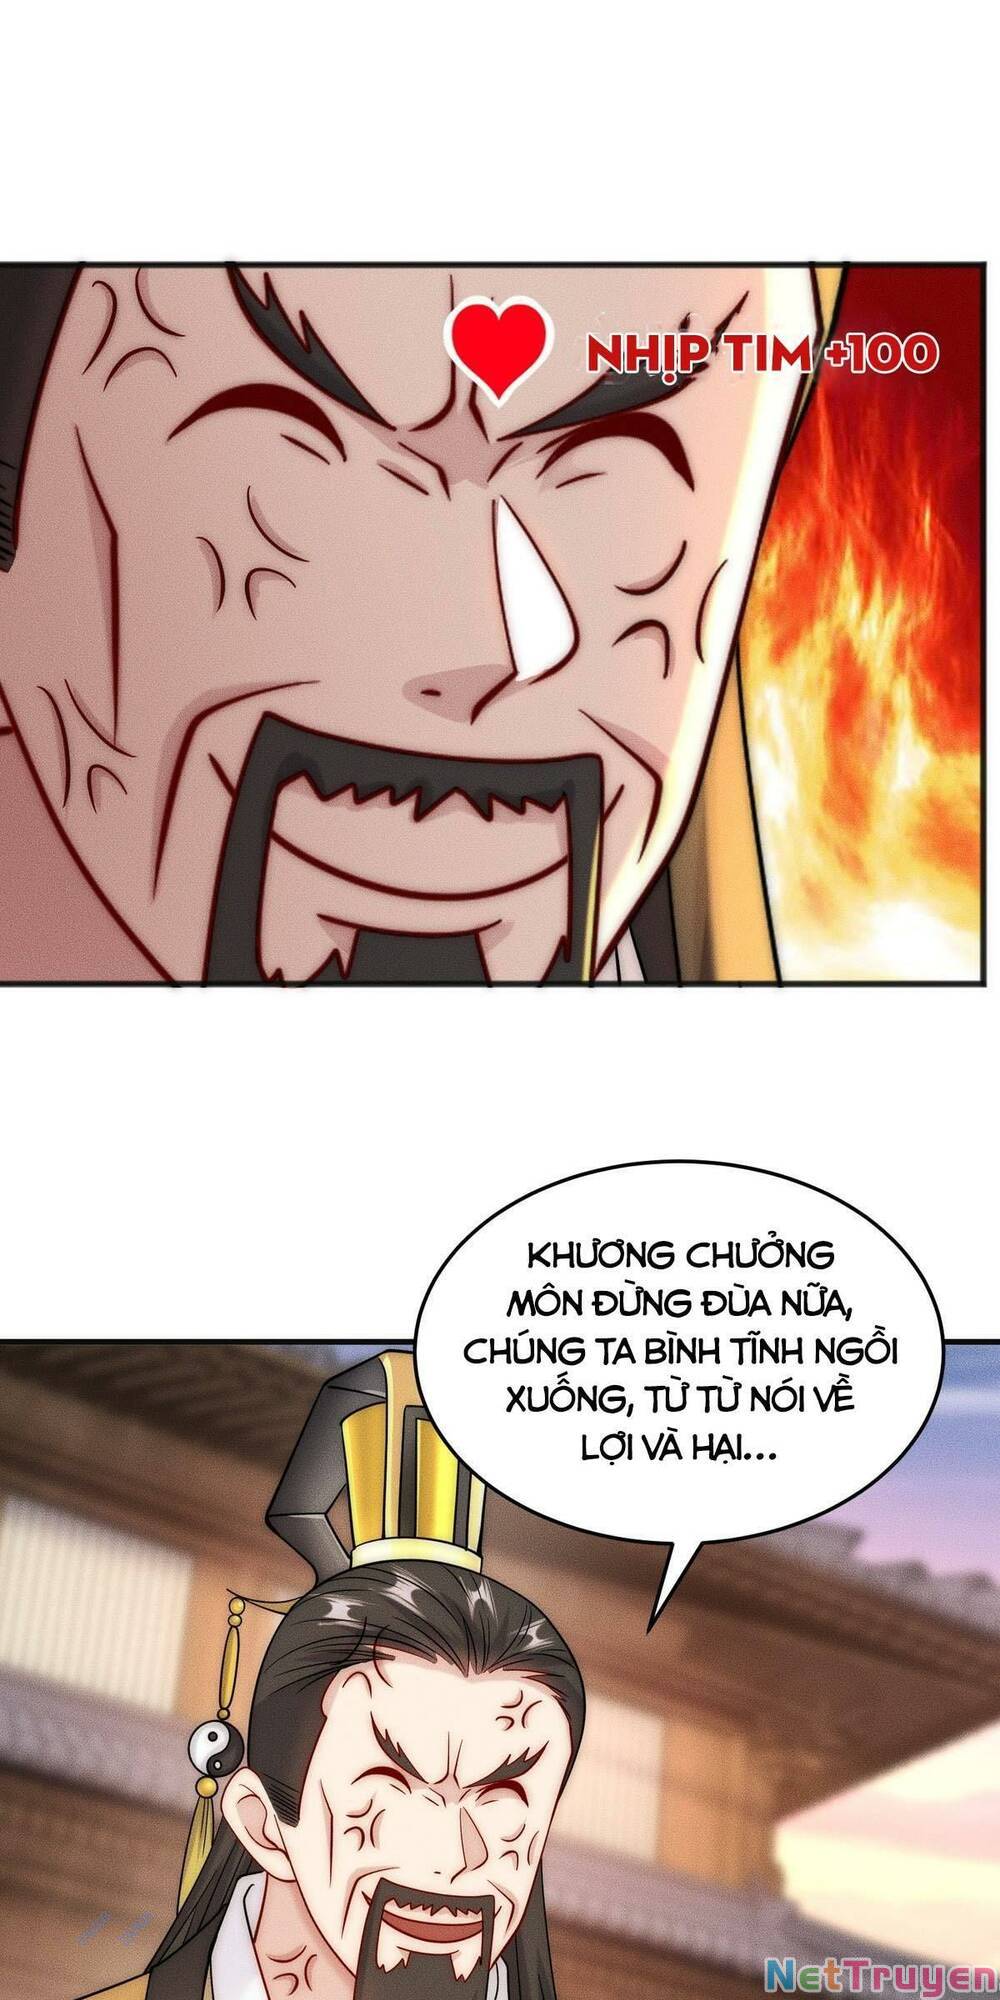 NHỊP TIM +100
KHƯƠNG CHƯỞNG
MÔN ĐỪNG ĐÙA NỮA,
CHÚNG TA BÌNH TĨNH NGỒI
XUỐNG, TỪ TỪ NÓI VỀ
LỢI VÀ HẠI...
NetTruyen